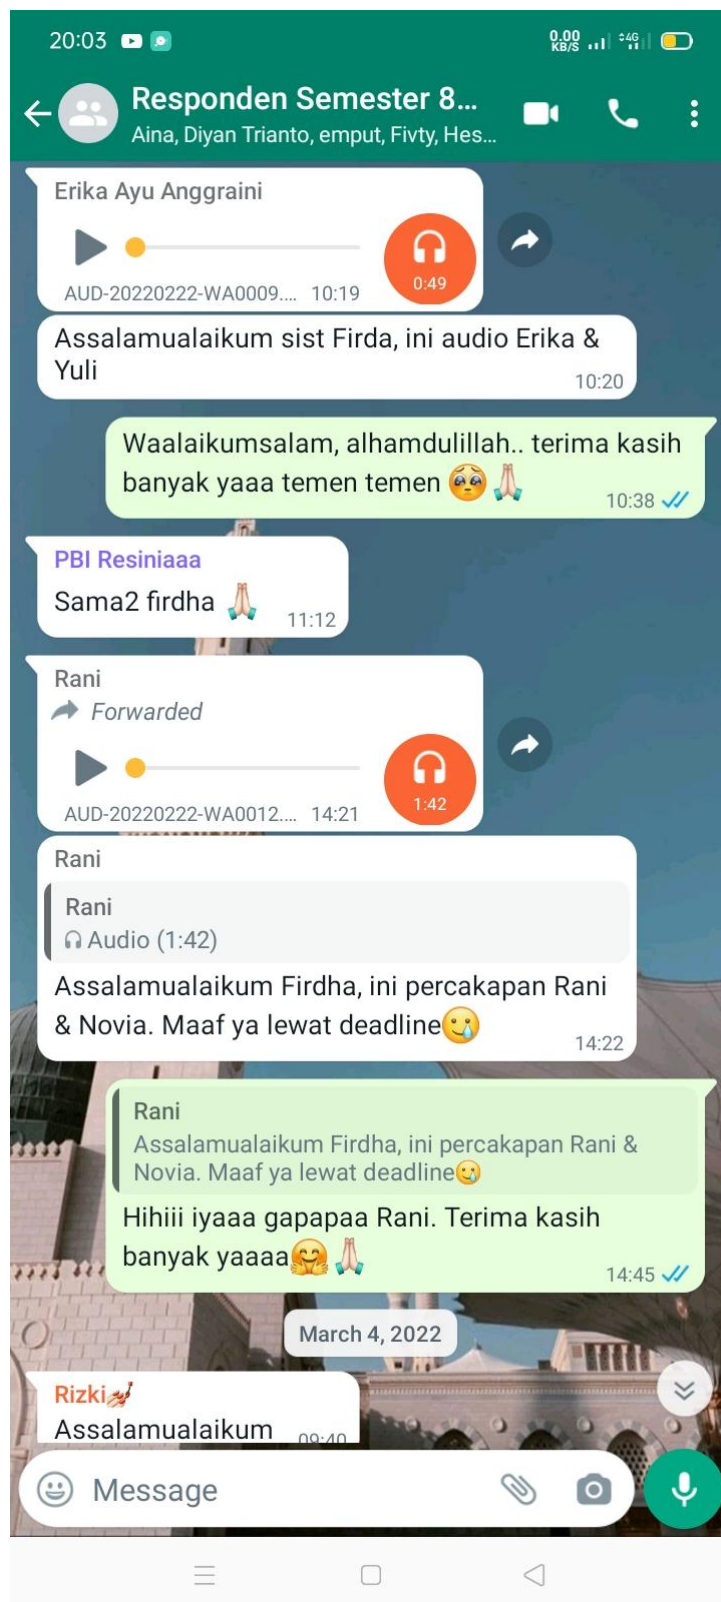 20:03
0.00
KB/S
4G
Responden Semester 8...
Aina, Diyan Trianto, emput, Fivty, Hes...
Erika Ayu Anggraini
0:49
AUD-20220222-WA0009.... 10:19
Assalamualaikum sist Firda, ini audio Erika &
Yuli
10:20
Waalaikumsalam, alhamdulillah.. terima kasih
banyak yaaa temen temen 🥺🙏🏻
10:38
PBI Resiniaaa
Sama2 firdha 🙏🏻 11:12
Rani
Forwarded
1:42
AUD-20220222-WA0012.... 14:21
Rani
Rani
Audio (1:42)
Assalamualaikum Firdha, ini percakapan Rani
& Novia. Maaf ya lewat deadline🥲
14:22
Rani
Assalamualaikum Firdha, ini percakapan Rani &
Novia. Maaf ya lewat deadline🥲
Hihiii iyaaa gapapaa Rani. Terima kasih
banyak yaaaa🤗🙏🏻
14:45
March 4, 2022
Rizki💅🏻
Assalamualaikum 09:40
Message